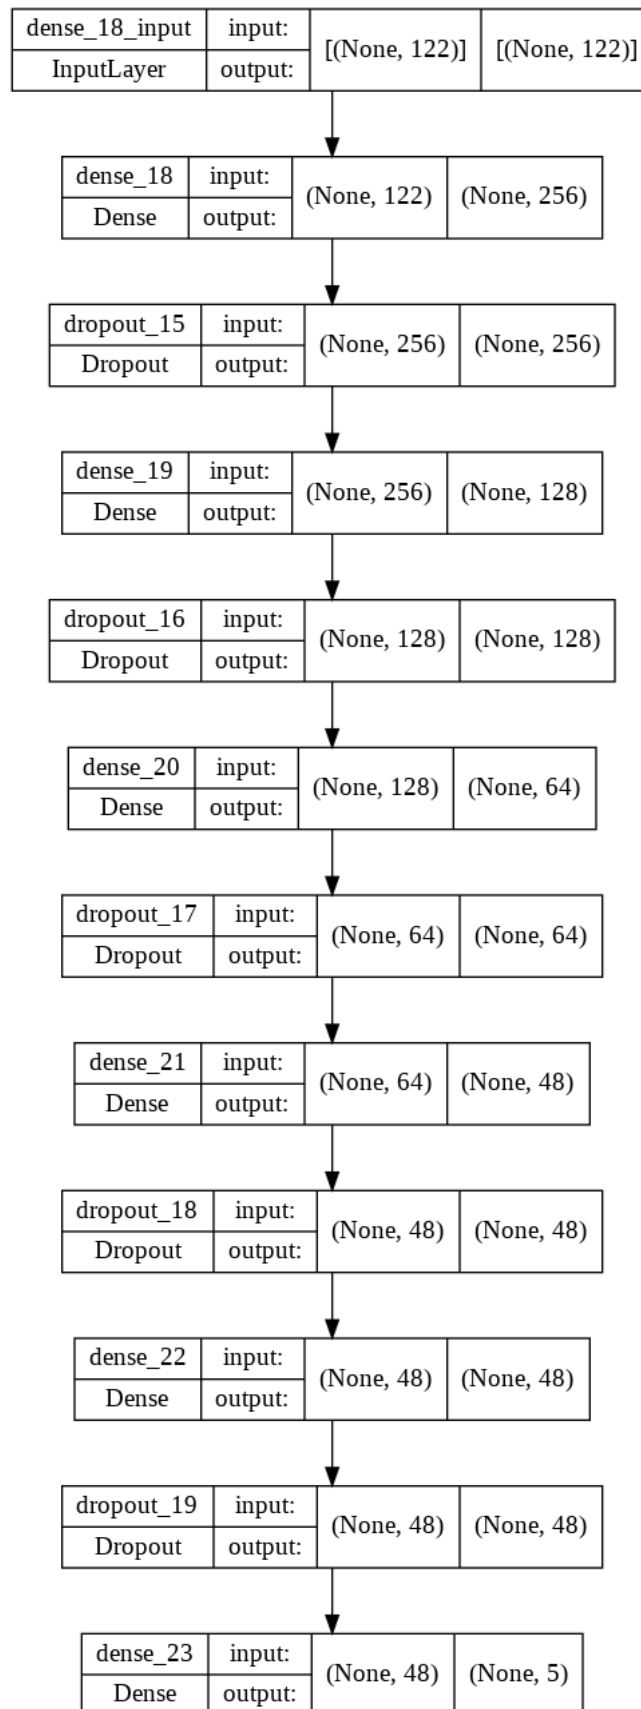 dense_18_input input: [(None, 122)] [(None, 122)]
InputLayer output:
dense_18 input: (None, 122) (None, 256)
Dense output:
dropout_15 input: (None, 256) (None, 256)
Dropout output:
dense_19 input: (None, 256) (None, 128)
Dense output:
dropout_16 input: (None, 128) (None, 128)
Dropout output:
dense_20 input: (None, 128) (None, 64)
Dense output:
dropout_17 input: (None, 64) (None, 64)
Dropout output:
dense_21 input: (None, 64) (None, 48)
Dense output:
dropout_18 input: (None, 48) (None, 48)
Dropout output:
dense_22 input: (None, 48) (None, 48)
Dense output:
dropout_19 input: (None, 48) (None, 48)
Dropout output:
dense_23 input: (None, 48) (None, 5)
Dense output: